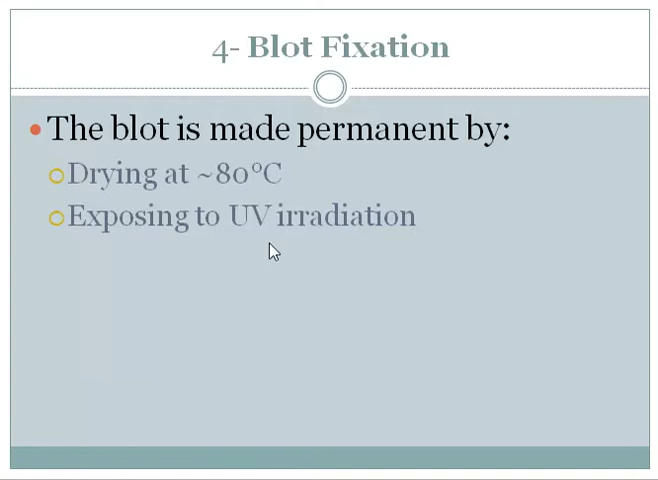 4- Blot Fixation
The blot is made permanent by:
Drying at ~80°C
Exposing to UV irradiation